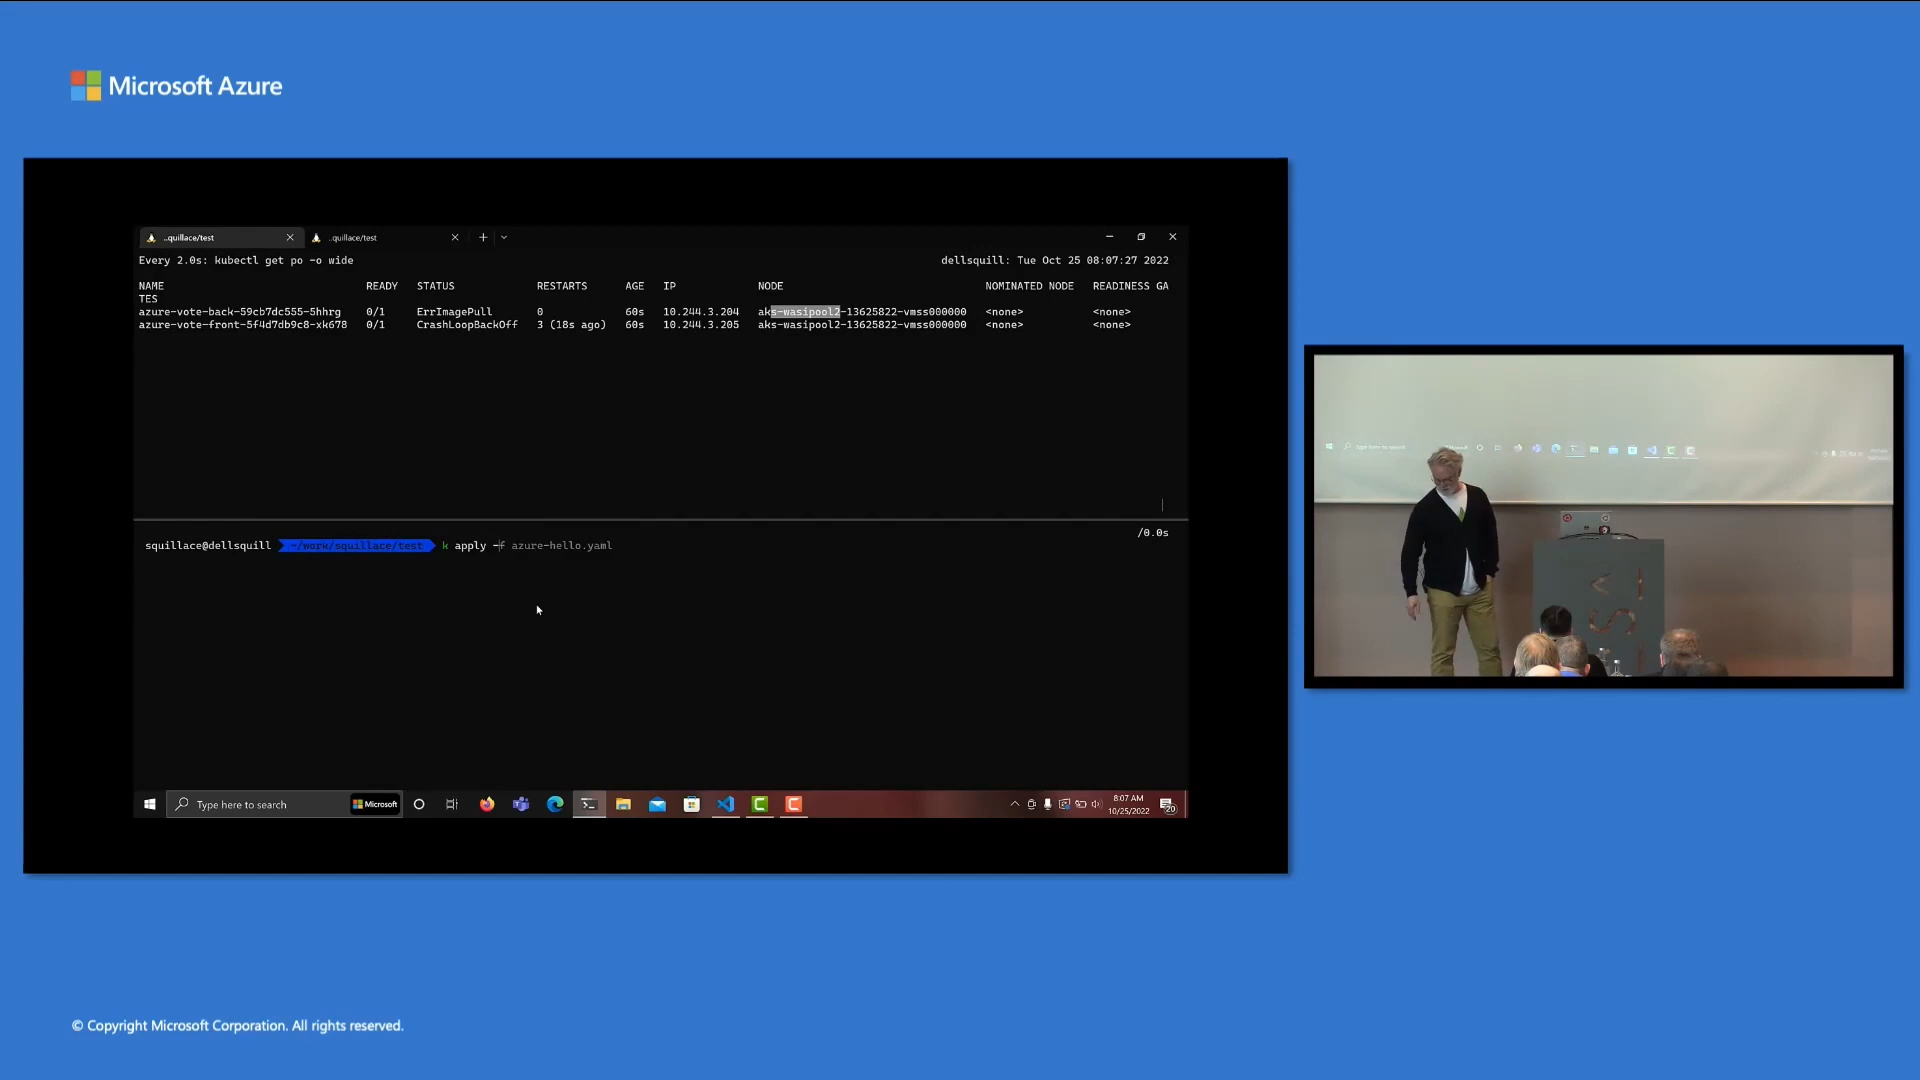 Microsoft Azure
..quillace/test
..quillace/test
Every 2.0s: kubectl get po -o wide
dellsquill: Tue Oct 25 08:07:27 2022
NAME READY STATUS RESTARTS AGE IP NODE NOMINATED NODE READINESS GA
TES
azure-vote-back-59cb7dc555-5hhrg 0/1 ErrImagePull 0 60s 10.244.3.204 aks-wasipool2-13625822-vmss000000 <none> <none>
azure-vote-front-5f4d7db9c8-xk678 0/1 CrashLoopBackOff 3 (18s ago) 60s 10.244.3.205 aks-wasipool2-13625822-vmss000000 <none> <none>
/0.0s
squillace@dellsquill ~/work/squillace/test k apply -f azure-hello.yaml
Type here to search
Microsoft
8:07 AM
10/25/2022
20
© Copyright Microsoft Corporation. All rights reserved.